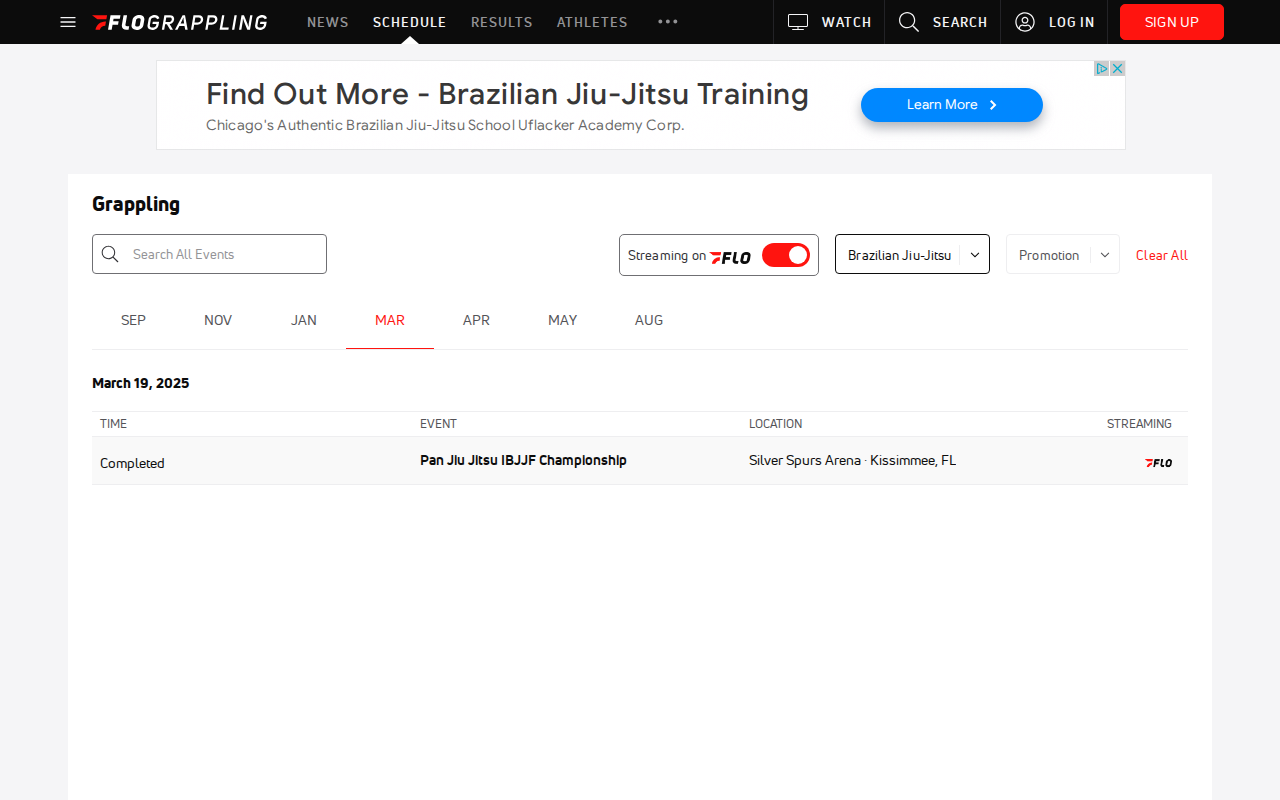 FLOGRAPPLING NEWS SCHEDULE RESULTS ATHLETES WATCH SEARCH LOG IN SIGN UP
Find Out More - Brazilian Jiu-Jitsu Training
Chicago's Authentic Brazilian Jiu-Jitsu School Uflacker Academy Corp.
Learn More
Grappling
Search All Events
Streaming on FLO
Brazilian Jiu-Jitsu
Promotion
Clear All
SEP NOV JAN MAR APR MAY AUG
March 19, 2025
TIME EVENT LOCATION STREAMING
Completed Pan Jiu Jitsu IBJJF Championship Silver Spurs Arena · Kissimmee, FL FLO